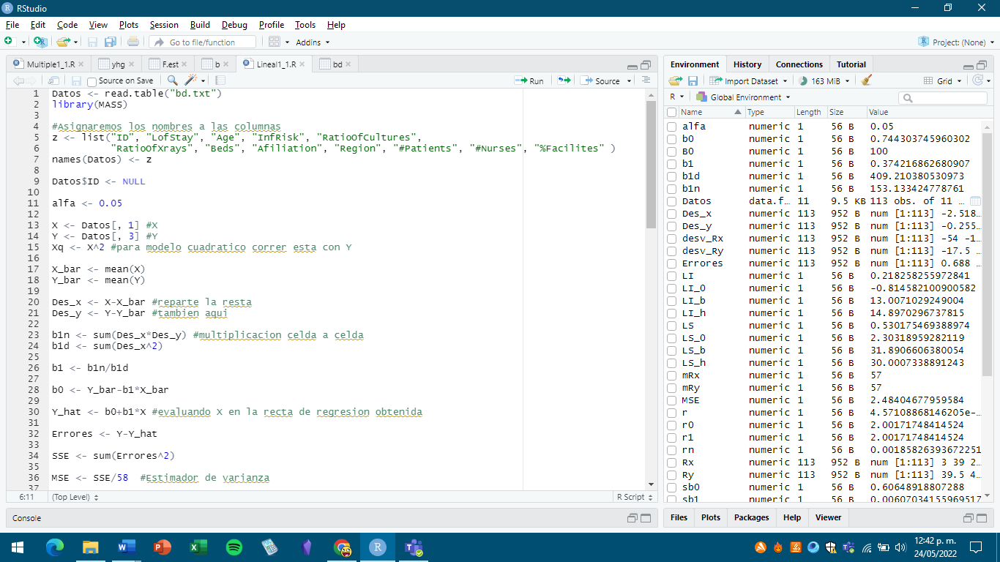 RStudio
File Edit Code View Plots Session Build Debug Profile Tools Help
Go to file/function Addins Project: (None)
Multiple1_1.R yhg F.est b Lineal1_1.R bd
Source on Save Run Source
1 Datos <- read.table("bd.txt")
2 library(MASS)
3
4 #Asignaremos los nombres a las columnas
5 z <- list("ID", "LofStay", "Age", "InfRisk", "RatioOfCultures",
6 "RatioOfXrays", "Beds", "Afiliation", "Region", "#Patients", "#Nurses", "%Facilites" )
7 names(Datos) <- z
8
9 Datos$ID <- NULL
10
11 alfa <- 0.05
12
13 X <- Datos[, 1] #X
14 Y <- Datos[, 3] #Y
15 Xq <- X^2 #para modelo cuadratico correr esta con Y
16
17 X_bar <- mean(X)
18 Y_bar <- mean(Y)
19
20 Des_x <- X-X_bar #reparte la resta
21 Des_y <- Y-Y_bar #tambien aqui
22
23 b1n <- sum(Des_x*Des_y) #multiplicacion celda a celda
24 b1d <- sum(Des_x^2)
25
26 b1 <- b1n/b1d
27
28 b0 <- Y_bar-b1*X_bar
29
30 Y_hat <- b0+b1*X #evaluando X en la recta de regresion obtenida
31
32 Errores <- Y-Y_hat
33
34 SSE <- sum(Errores^2)
35
36 MSE <- SSE/58 #Estimador de varianza
37
6:11 (Top Level) R Script
Console
Environment History Connections Tutorial
Import Dataset 163 MiB Grid
R Global Environment
Name Type Length Size Value
alfa numeric 1 56 B 0.05
b0 numeric 1 56 B 0.744303745960302
B0 numeric 1 56 B 100
b1 numeric 1 56 B 0.374216862680907
b1d numeric 1 56 B 409.210380530973
b1n numeric 1 56 B 153.133424778761
Datos data.f… 11 9.5 KB 113 obs. of 11 …
Des_x numeric 113 952 B num [1:113] -2.518…
Des_y numeric 113 952 B num [1:113] -0.255…
desv_Rx numeric 113 952 B num [1:113] -54 -1…
desv_Ry numeric 113 952 B num [1:113] -17.5 …
Errores numeric 113 952 B num [1:113] 0.688 …
LI numeric 1 56 B 0.218258255972841
LI_0 numeric 1 56 B -0.814582100900582
LI_b numeric 1 56 B 13.0071029249004
LI_h numeric 1 56 B 14.8970296737815
LS numeric 1 56 B 0.530175469388974
LS_0 numeric 1 56 B 2.30318959282119
LS_b numeric 1 56 B 31.8906606380054
LS_h numeric 1 56 B 30.0007338891243
mRx numeric 1 56 B 57
mRy numeric 1 56 B 57
MSE numeric 1 56 B 2.48404677959584
r numeric 1 56 B 4.57108868146205e-…
r0 numeric 1 56 B 2.00171748414524
r1 numeric 1 56 B 2.00171748414524
rn numeric 1 56 B 0.00185826393672251
Rx numeric 113 952 B num [1:113] 3 39 2…
Ry numeric 113 952 B num [1:113] 39.5 4…
sb0 numeric 1 56 B 0.60648918807288
sb1 numeric 1 56 B 0.00607034155969517
Files Plots Packages Help Viewer
12:42 p. m.
24/05/2022